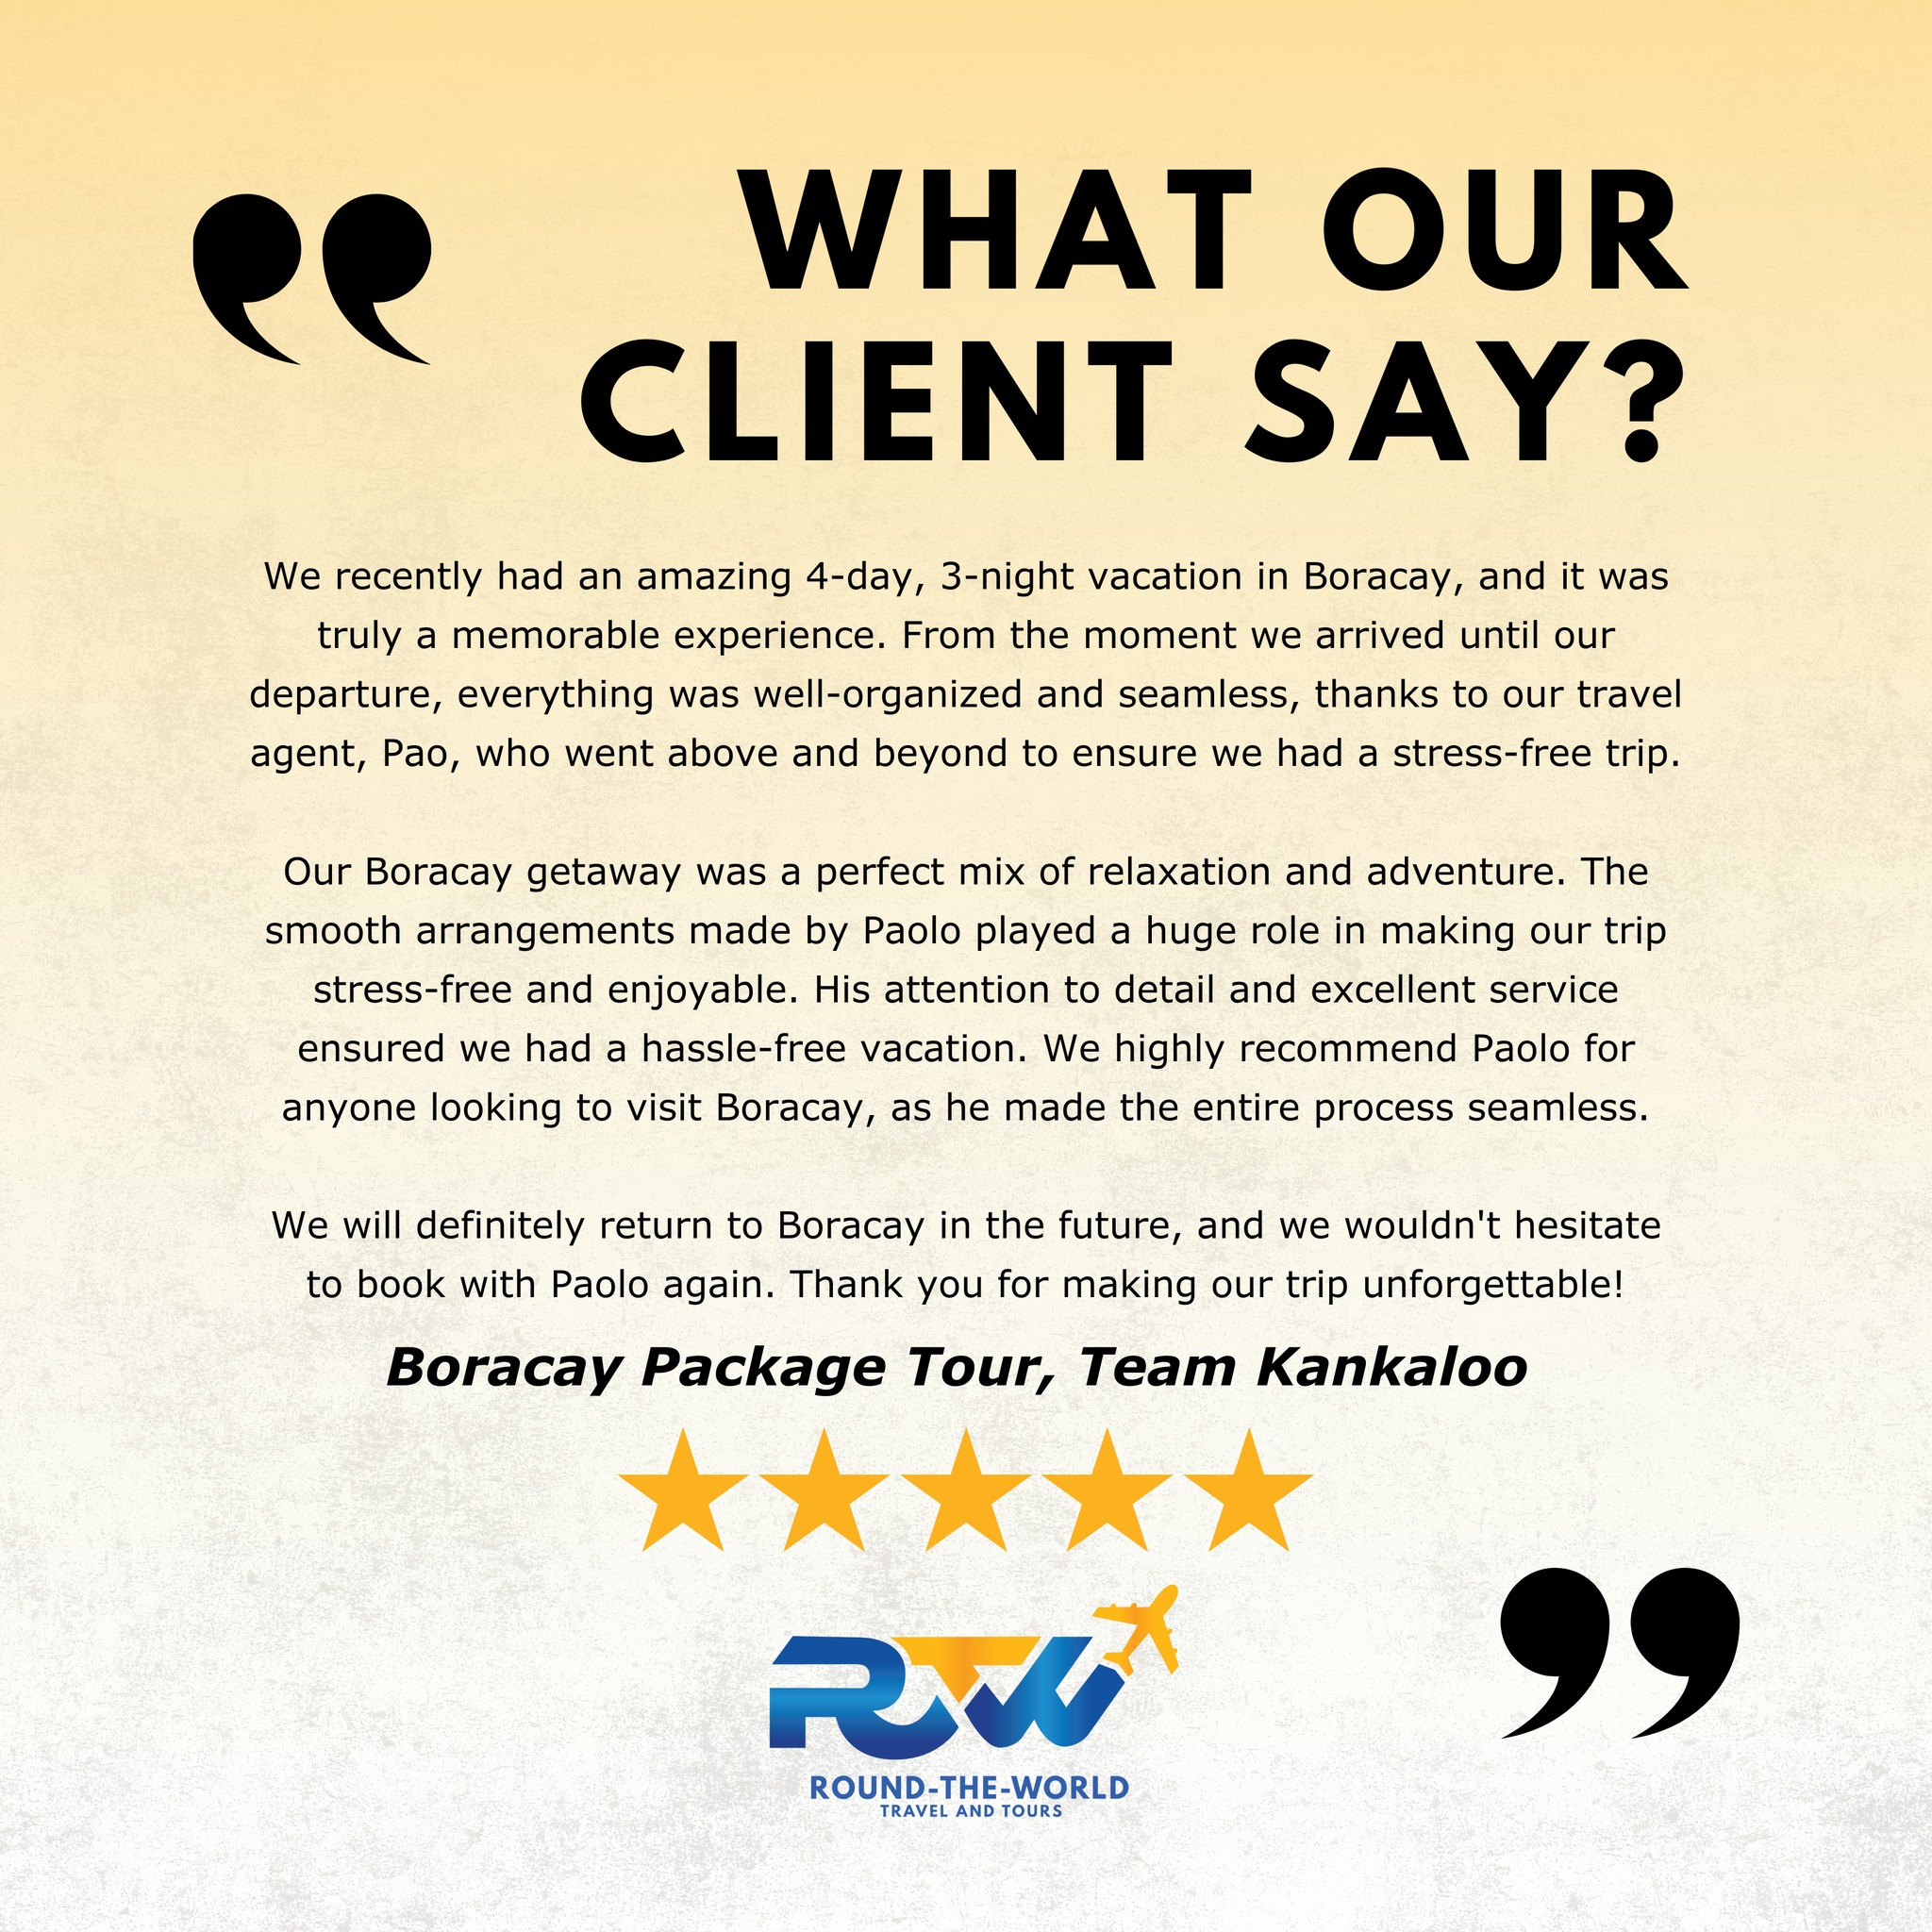 WHAT OUR
CLIENT SAY?
We recently had an amazing 4-day, 3-night vacation in Boracay, and it was
truly a memorable experience. From the moment we arrived until our
departure, everything was well-organized and seamless, thanks to our travel
agent, Pao, who went above and beyond to ensure we had a stress-free trip.
Our Boracay getaway was a perfect mix of relaxation and adventure. The
smooth arrangements made by Paolo played a huge role in making our trip
stress-free and enjoyable. His attention to detail and excellent service
ensured we had a hassle-free vacation. We highly recommend Paolo for
anyone looking to visit Boracay, as he made the entire process seamless.
We will definitely return to Boracay in the future, and we wouldn't hesitate
to book with Paolo again. Thank you for making our trip unforgettable!
Boracay Package Tour, Team Kankaloo
RTW
ROUND-THE-WORLD
TRAVEL AND TOURS